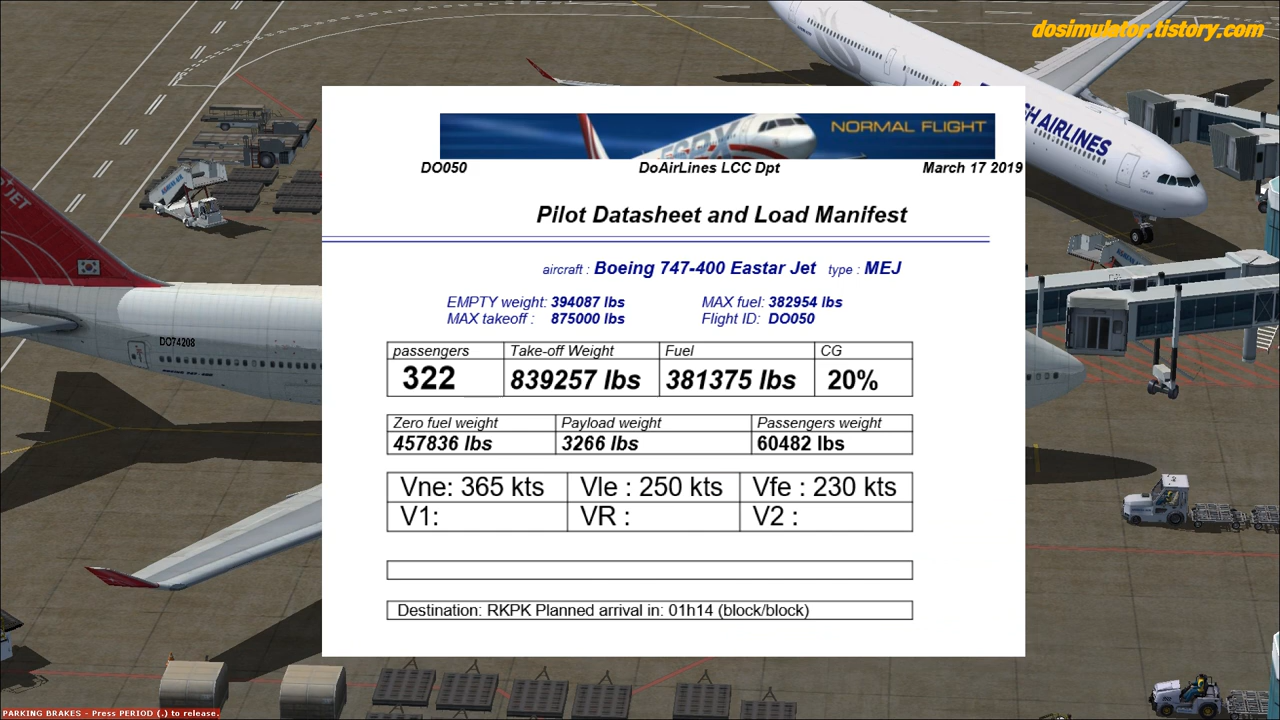 dosimulator.tistory.com
NORMAL FLIGHT
DO050 DoAirLines LCC Dpt March 17 2019
Pilot Datasheet and Load Manifest
aircraft : Boeing 747-400 Eastar Jet type : MEJ
EMPTY weight: 394087 lbs MAX fuel: 382954 lbs
MAX takeoff : 875000 lbs Flight ID: DO050
passengers Take-off Weight Fuel CG
322 839257 lbs 381375 lbs 20%
Zero fuel weight Payload weight Passengers weight
457836 lbs 3266 lbs 60482 lbs
Vne: 365 kts Vle : 250 kts Vfe : 230 kts
V1: VR : V2 :
Destination: RKPK Planned arrival in: 01h14 (block/block)
AIRLINES
JET
DO74208
PARKING BRAKES - Press PERIOD (.) to release.